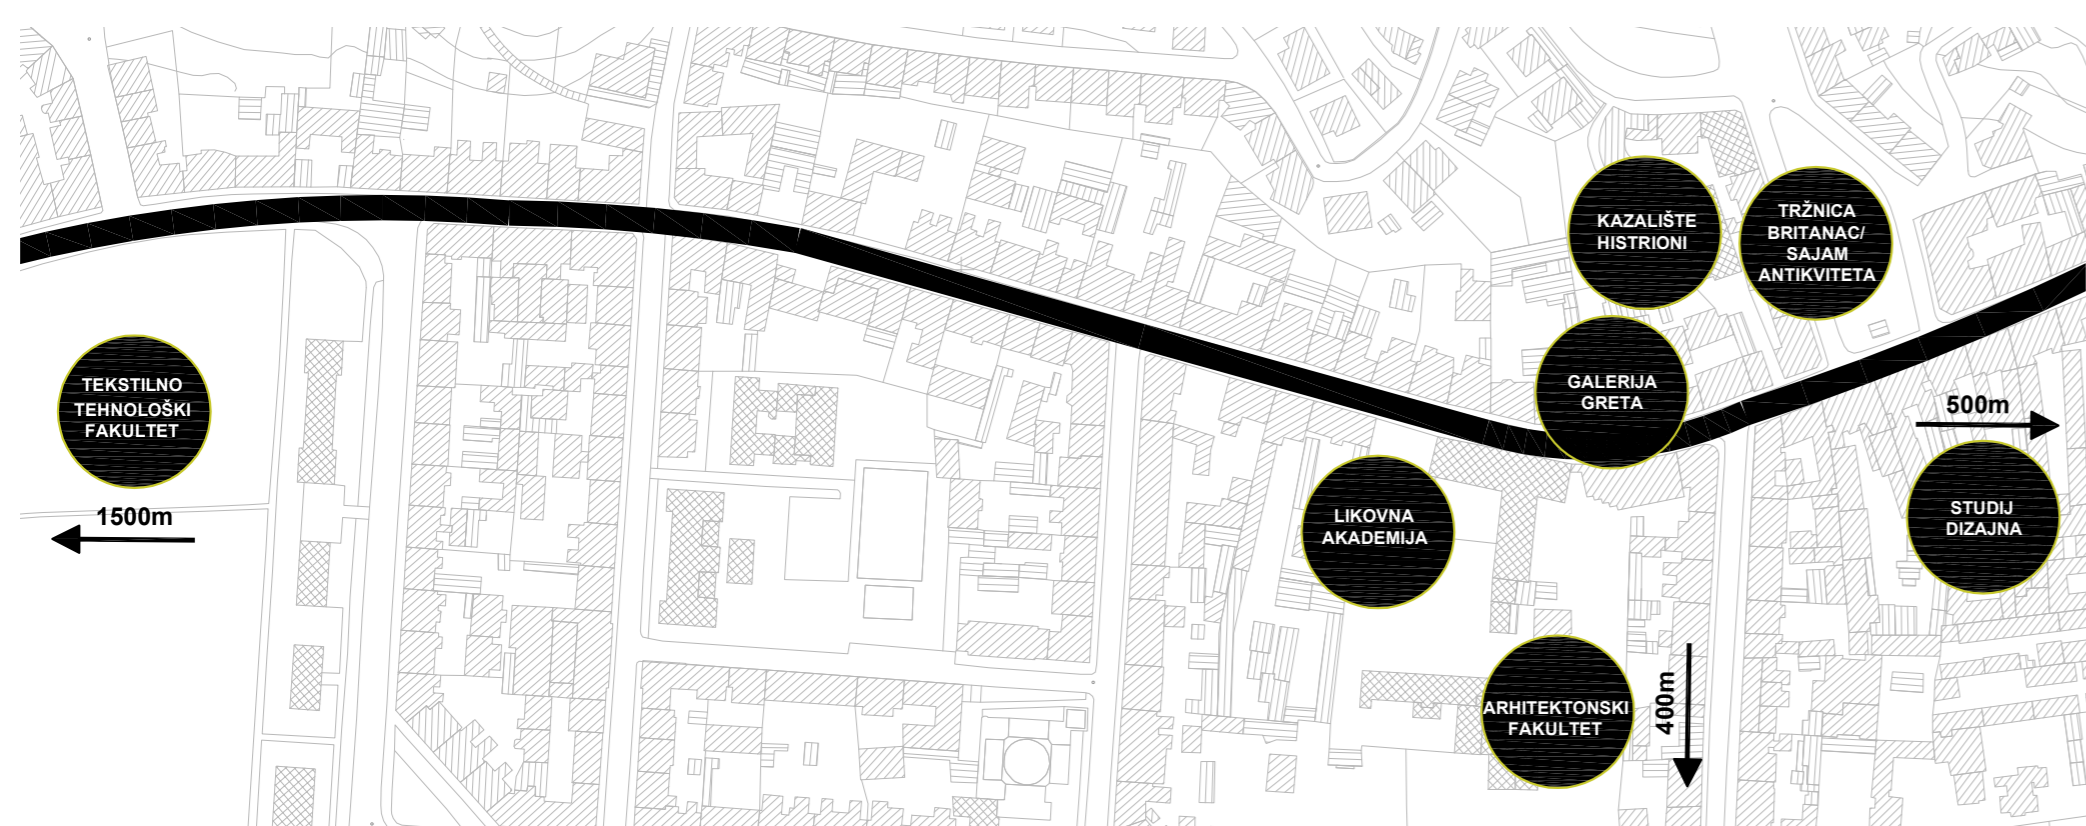 KAZALIŠTE
HISTRIONI
TRŽNICA
BRITANAC/
SAJAM
ANTIKVITETA
TEKSTILNO
TEHNOLOŠKI
FAKULTET
1500m
GALERIJA
GRETA
500m
LIKOVNA
AKADEMIJA
STUDIJ
DIZAJNA
ARHITEKTONSKI
FAKULTET
400m